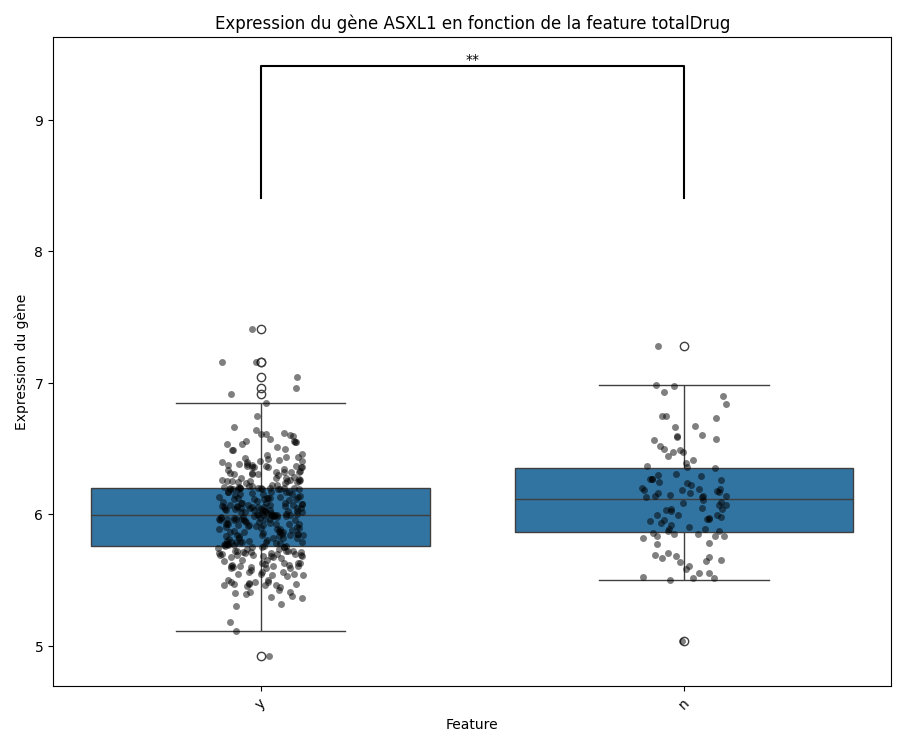 Expression du gène ASXL1 en fonction de la feature totalDrug
**
9
8
7
6
5
Expression du gène
y
n
Feature